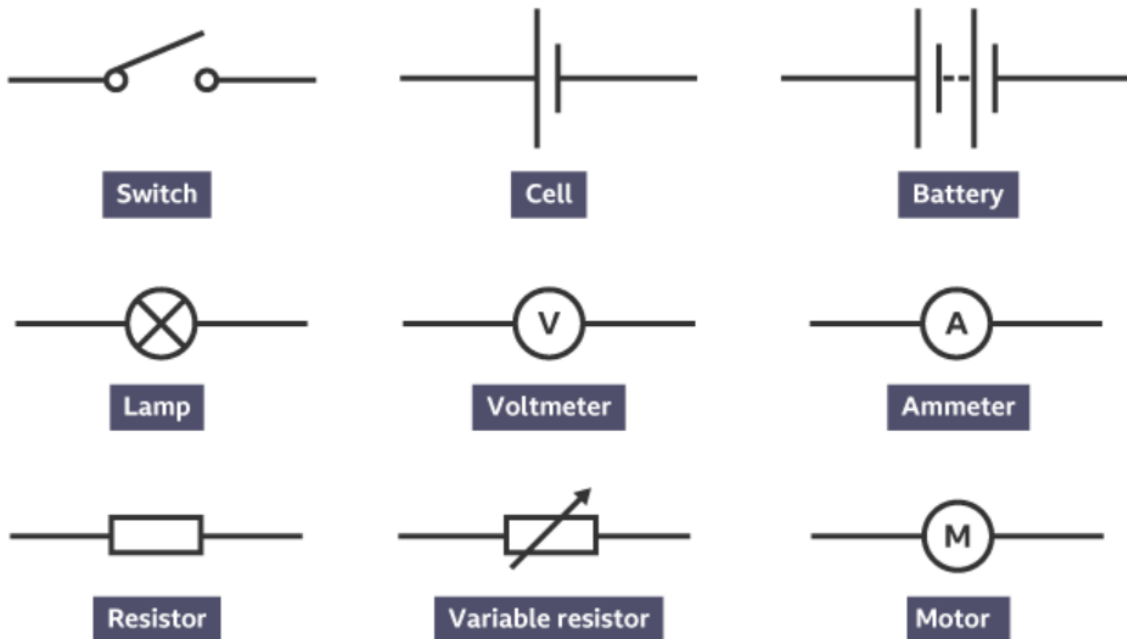 Switch
Cell
Battery
V
A
Lamp
Voltmeter
Ammeter
M
Resistor
Variable resistor
Motor